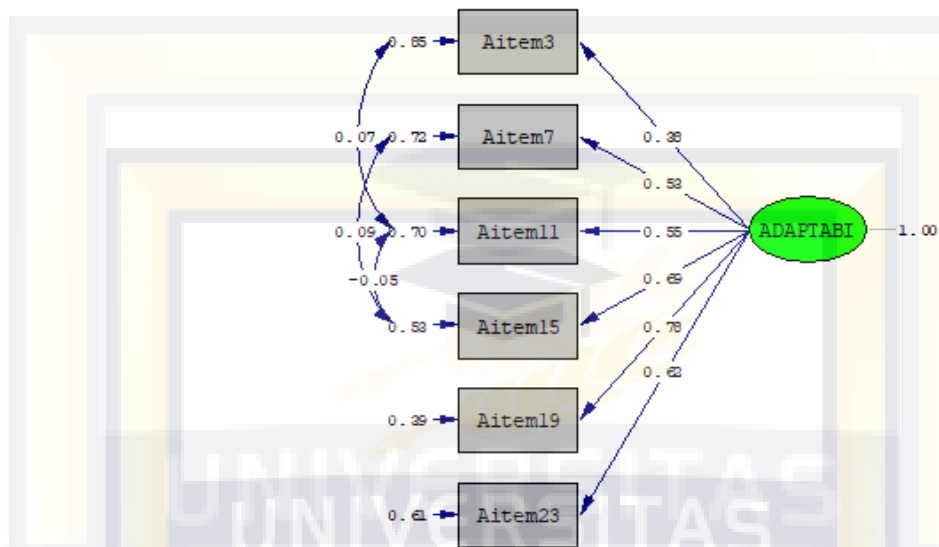 0.85 Aitem3
0.07 0.72 Aitem7 0.38
0.53
0.09 0.70 Aitem11 0.55 ADAPTABI 1.00
-0.05 0.69
0.53 Aitem15 0.78
0.62
0.39 Aitem19
UNIVERSITAS
0.61 Aitem23
UNIVERSITAS